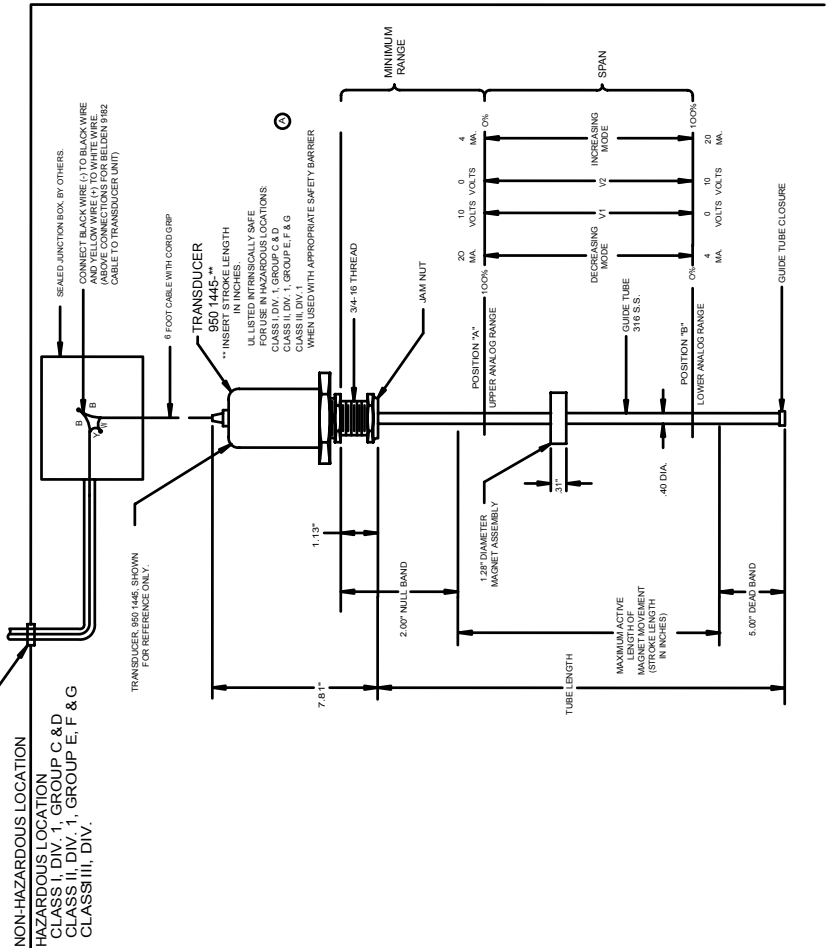 NON-HAZARDOUS LOCATION
HAZARDOUS LOCATION
CLASS I, DIV. 1, GROUP C & D
CLASS II, DIV. 1, GROUP E, F & G
CLASSIIII, DIV.
SEALED JUNCTION BOX, BY OTHERS.
CONNECT BLACK WIRE (-) TO BLACK WIRE
AND YELLOW WIRE (+) TO WHITE WIRE.
(ABOVE CONNECTIONS FOR BELDEN 9182
CABLE TO TRANSDUCER UNIT)
B
B
Y
W
6 FOOT CABLE WITH CORD GRIP
TRANSDUCER, 950 1445, SHOWN
FOR REFERENCE ONLY.
TRANSDUCER
950 1445-**
** INSERT STROKE LENGTH
IN INCHES.
UL LISTED INTRINSICALLY SAFE
FOR USE IN HAZARDOUS LOCATIONS:
CLASS I, DIV. 1, GROUP C & D
CLASS II, DIV. 1, GROUP E, F & G
CLASS III, DIV. 1
WHEN USED WITH APPROPRIATE SAFETY BARRIER
A
3/4-16 THREAD
JAM NUT
7.81"
1.13"
2.00" NULL BAND
MINIMUM
RANGE
SPAN
POSITION "A"
UPPER ANALOG RANGE
100%
20
MA.
10
VOLTS
0
VOLTS
4
MA.
0%
DECREASING
MODE
V1
V2
INCREASING
MODE
1.28" DIAMETER
MAGNET ASSEMBLY
.31"
GUIDE TUBE
316 S.S.
.40 DIA.
POSITION "B"
LOWER ANALOG RANGE
0%
4
MA.
0
VOLTS
10
VOLTS
20
MA.
100%
MAXIMUM ACTIVE
LENGTH OF
MAGNET MOVEMENT
(STROKE LENGTH
IN INCHES)
TUBE LENGTH
5.00" DEAD BAND
GUIDE TUBE CLOSURE